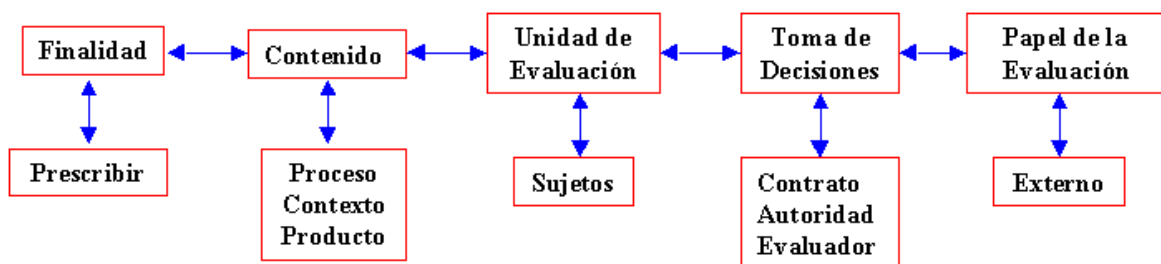 Finalidad
Contenido
Unidad de
Evaluación
Toma de
Decisiones
Papel de la
Evaluación
Prescribir
Proceso
Contexto
Producto
Sujetos
Contrato
Autoridad
Evaluador
Externo